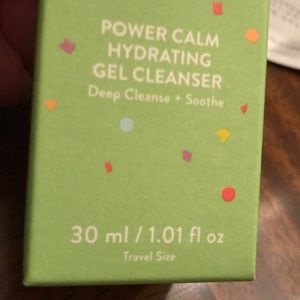 POWER CALM
HYDRATING
GEL CLEANSER
Deep Cleanse + Soothe
30 ml / 1.01 fl oz
Travel Size